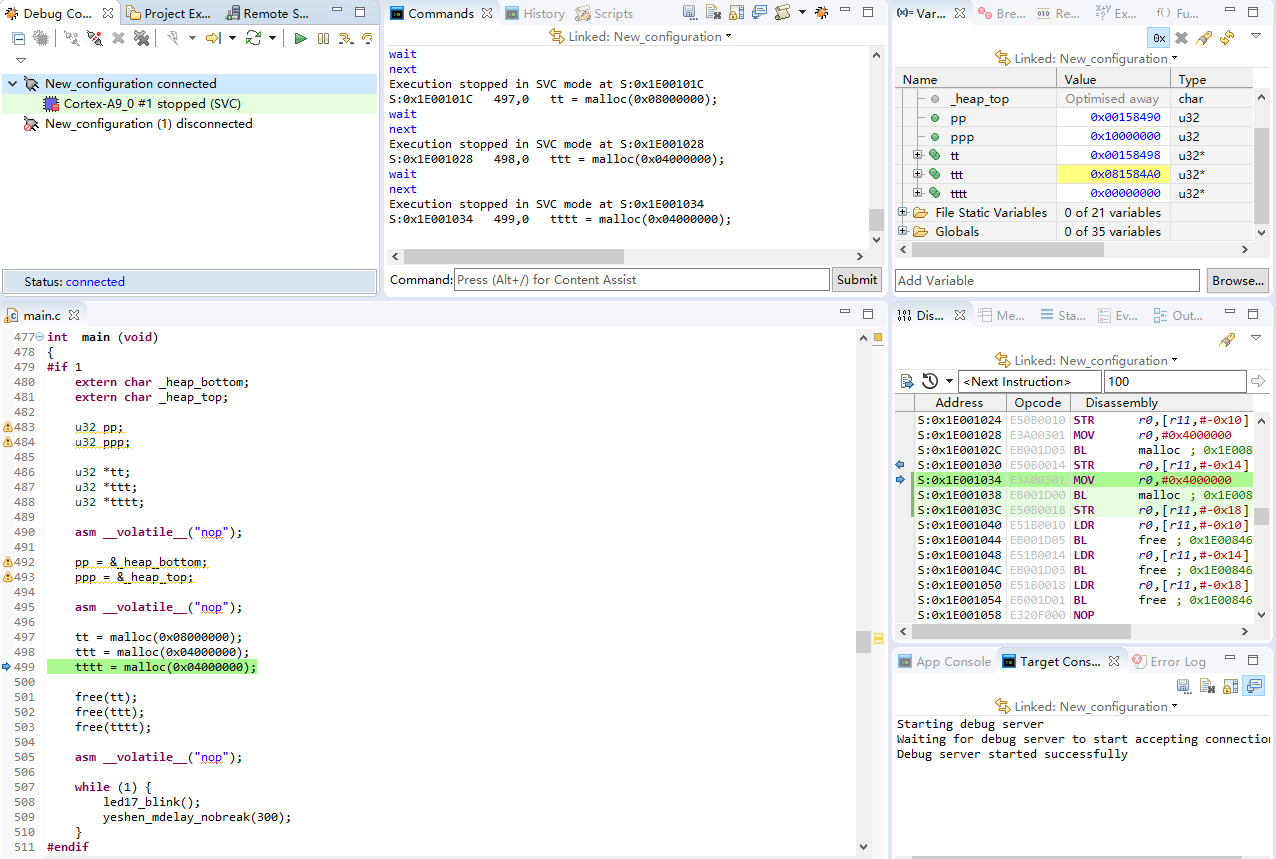 Debug Co...
Project Ex...
Remote S...
New_configuration connected
Cortex-A9_0 #1 stopped (SVC)
New_configuration (1) disconnected
Status: connected
Commands
History
Scripts
Linked: New_configuration
wait
next
Execution stopped in SVC mode at S:0x1E00101C
S:0x1E00101C   497,0   tt = malloc(0x08000000);
wait
next
Execution stopped in SVC mode at S:0x1E001028
S:0x1E001028   498,0   ttt = malloc(0x04000000);
wait
next
Execution stopped in SVC mode at S:0x1E001034
S:0x1E001034   499,0   tttt = malloc(0x04000000);
Command: Press (Alt+/) for Content Assist Submit
(x)= Var...
Bre...
Re...
Ex...
Fu...
0x
Linked: New_configuration
Name Value Type
_heap_top Optimised away char
pp 0x00158490 u32
ppp 0x10000000 u32
tt 0x00158498 u32*
ttt 0x081584A0 u32*
tttt 0x00000000 u32*
File Static Variables 0 of 21 variables
Globals 0 of 35 variables
Add Variable Browse...
main.c
477 int  main (void)
478 {
479 #if 1
480     extern char _heap_bottom;
481     extern char _heap_top;
482
483     u32 pp;
484     u32 ppp;
485
486     u32 *tt;
487     u32 *ttt;
488     u32 *tttt;
489
490     asm __volatile__("nop");
491
492     pp = &_heap_bottom;
493     ppp = &_heap_top;
494
495     asm __volatile__("nop");
496
497     tt = malloc(0x08000000);
498     ttt = malloc(0x04000000);
499     tttt = malloc(0x04000000);
500
501     free(tt);
502     free(ttt);
503     free(tttt);
504
505     asm __volatile__("nop");
506
507     while (1) {
508         led17_blink();
509         yeshen_mdelay_nobreak(300);
510     }
511 #endif
Dis...
Me...
Sta...
Ev...
Out...
Linked: New_configuration
<Next Instruction> 100
Address Opcode Disassembly
S:0x1E001024 E50B0010 STR r0,[r11,#-0x10]
S:0x1E001028 E3A00301 MOV r0,#0x4000000
S:0x1E00102C EB001D03 BL malloc ; 0x1E008
S:0x1E001030 E50B0014 STR r0,[r11,#-0x14]
S:0x1E001034 E3A00301 MOV r0,#0x4000000
S:0x1E001038 EB001D00 BL malloc ; 0x1E008
S:0x1E00103C E50B0018 STR r0,[r11,#-0x18]
S:0x1E001040 E51B0010 LDR r0,[r11,#-0x10]
S:0x1E001044 EB001D05 BL free ; 0x1E00846
S:0x1E001048 E51B0014 LDR r0,[r11,#-0x14]
S:0x1E00104C EB001D03 BL free ; 0x1E00846
S:0x1E001050 E51B0018 LDR r0,[r11,#-0x18]
S:0x1E001054 EB001D01 BL free ; 0x1E00846
S:0x1E001058 E320F000 NOP
App Console
Target Cons...
Error Log
Linked: New_configuration
Starting debug server
Waiting for debug server to start accepting connection
Debug server started successfully